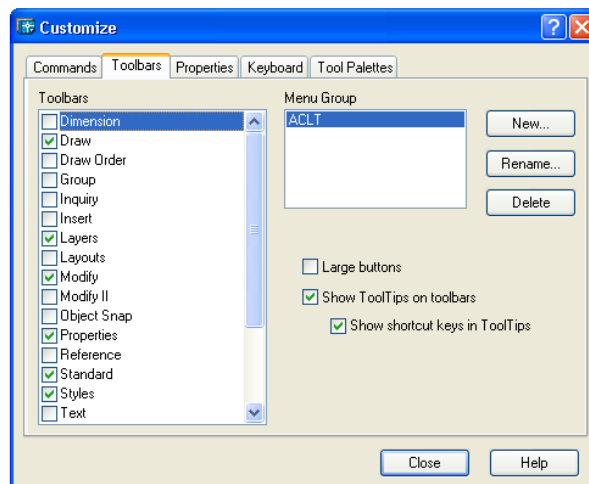 Customize
Commands
Toolbars
Properties
Keyboard
Tool Palettes
Toolbars
Dimension
Draw
Draw Order
Group
Inquiry
Insert
Layers
Layouts
Modify
Modify II
Object Snap
Properties
Reference
Standard
Styles
Text
Menu Group
ACLT
New...
Rename...
Delete
Large buttons
Show ToolTips on toolbars
Show shortcut keys in ToolTips
Close
Help